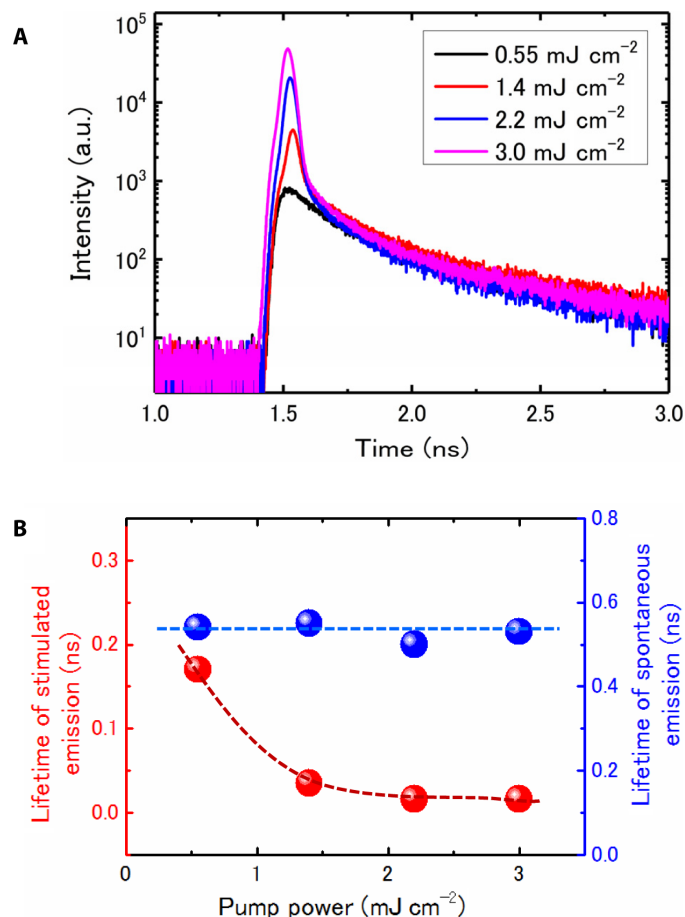 A
10⁵
10⁴
10³
10²
10¹
Intensity (a.u.)
0.55 mJ cm⁻²
1.4 mJ cm⁻²
2.2 mJ cm⁻²
3.0 mJ cm⁻²
1.0 1.5 2.0 2.5 3.0
Time (ns)
B
0.3
0.2
0.1
0.0
Lifetime of stimulated
emission (ns)
0.8
0.6
0.4
0.2
0.0
Lifetime of spontaneous
emission (ns)
0 1 2 3
Pump power (mJ cm⁻²)